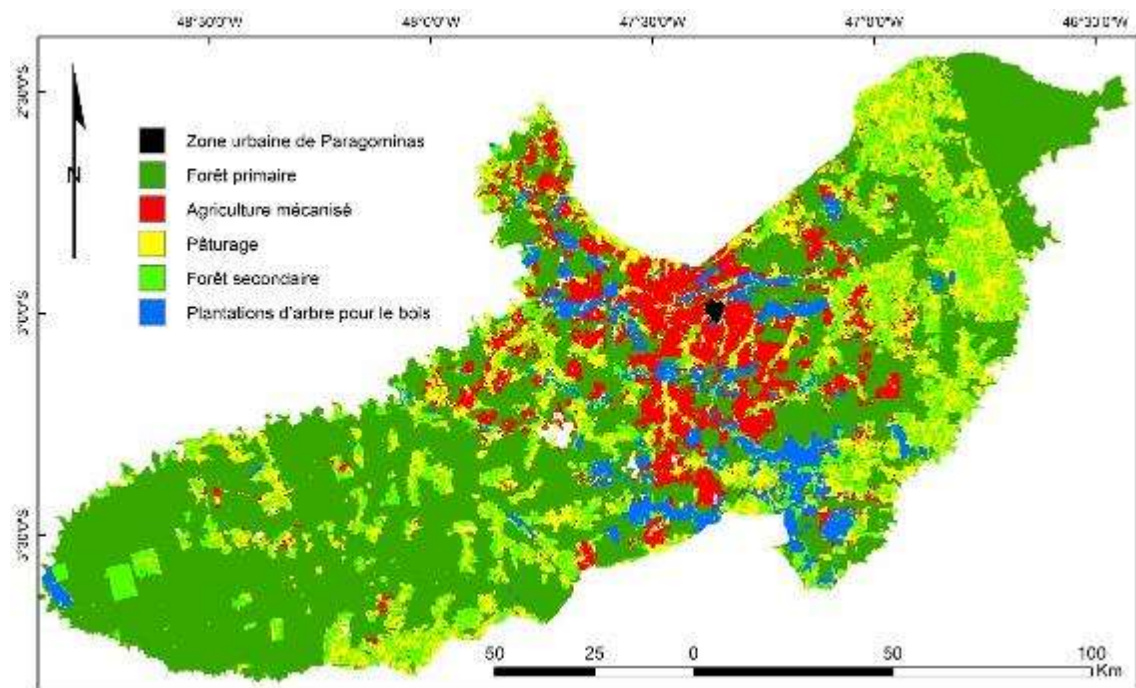 48°30'0"W 48°0'0"W 47°30'0"W 47°0'0"W 46°30'0"W
2°30'0"S
3°0'0"S
3°30'0"S
N
Zone urbaine de Paragominas
Forêt primaire
Agriculture mécanisé
Pâturage
Forêt secondaire
Plantations d'arbre pour le bois
50 25 0 50 100
Km